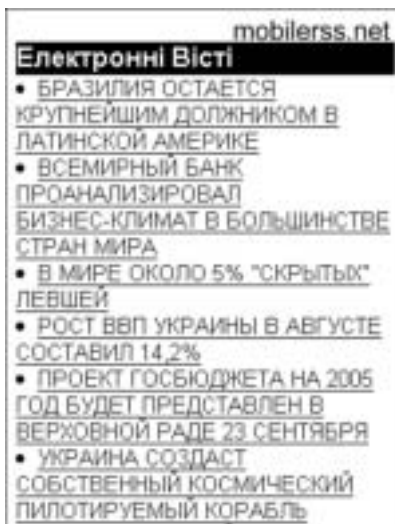 mobilerss.net
Електронні Вісті
• БРАЗИЛИЯ ОСТАЕТСЯ
КРУПНЕЙШИМ ДОЛЖНИКОМ В
ЛАТИНСКОЙ АМЕРИКЕ
• ВСЕМИРНЫЙ БАНК
ПРОАНАЛИЗИРОВАЛ
БИЗНЕС-КЛИМАТ В БОЛЬШИНСТВЕ
СТРАН МИРА
• В МИРЕ ОКОЛО 5% "СКРЫТЫХ"
ЛЕВШЕЙ
• РОСТ ВВП УКРАИНЫ В АВГУСТЕ
СОСТАВИЛ 14,2%
• ПРОЕКТ ГОСБЮДЖЕТА НА 2005
ГОД БУДЕТ ПРЕДСТАВЛЕН В
ВЕРХОВНОЙ РАДЕ 23 СЕНТЯБРЯ
• УКРАИНА СОЗДАСТ
СОБСТВЕННЫЙ КОСМИЧЕСКИЙ
ПИЛОТИРУЕМЫЙ КОРАБЛЬ